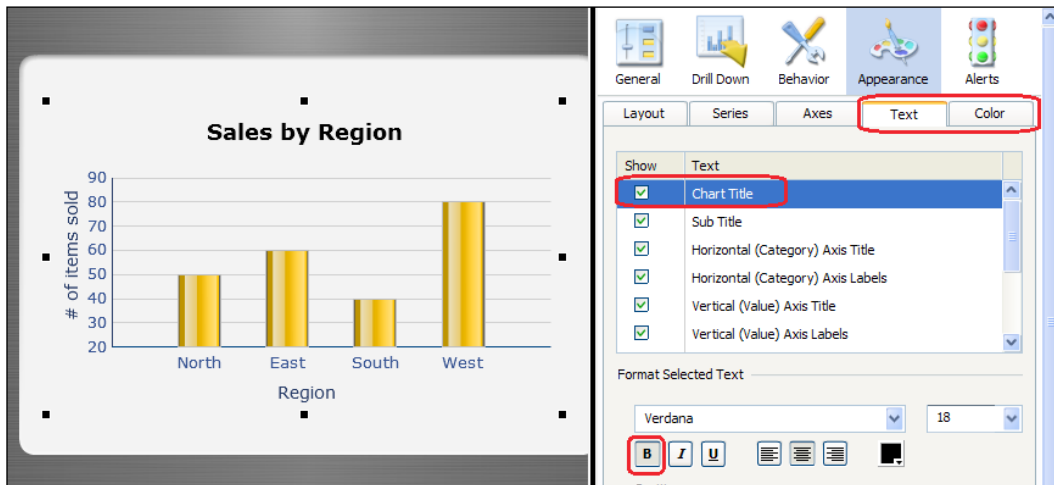 Sales by Region
# of items sold
90
80
70
60
50
40
30
20
North East South West
Region
General Drill Down Behavior Appearance Alerts
Layout Series Axes Text Color
Show Text
Chart Title
Sub Title
Horizontal (Category) Axis Title
Horizontal (Category) Axis Labels
Vertical (Value) Axis Title
Vertical (Value) Axis Labels
Format Selected Text
Verdana 18
B I U